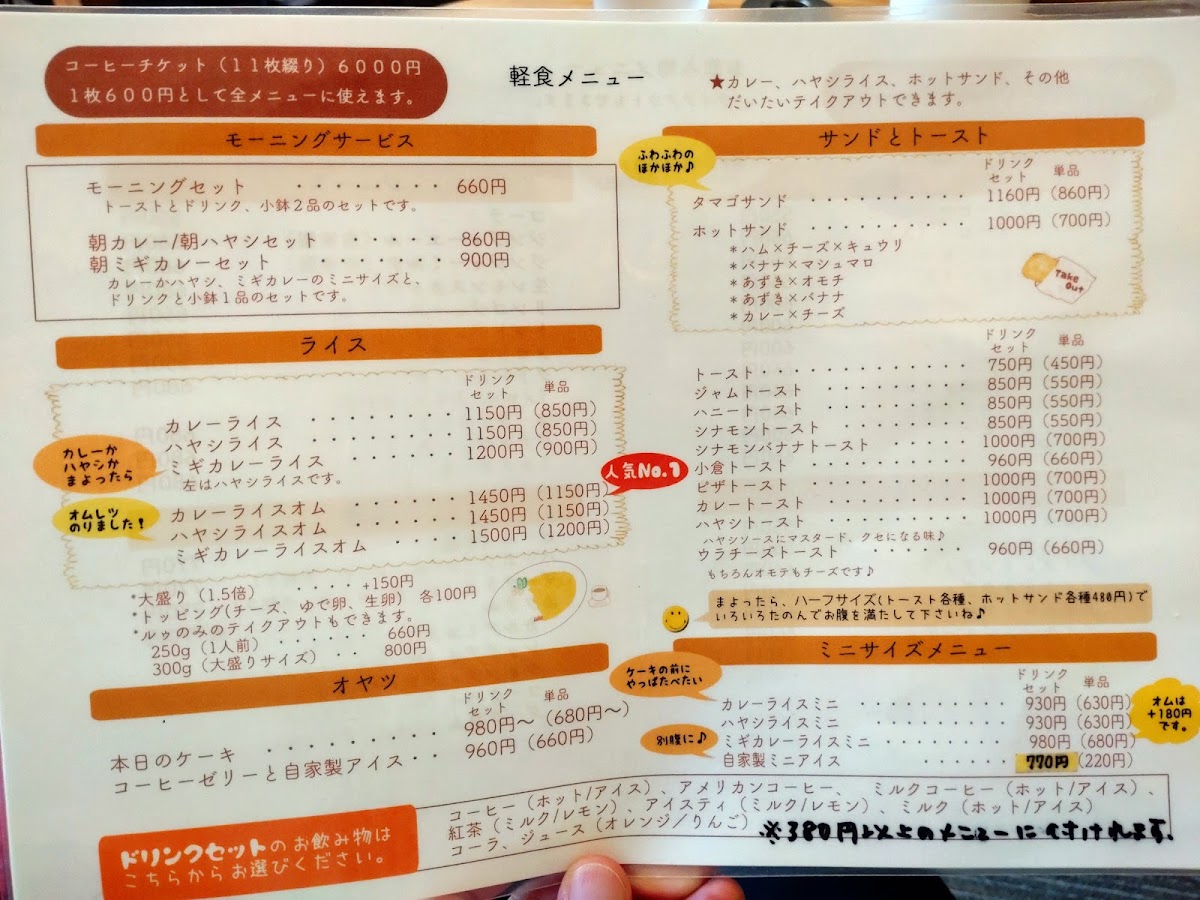 コーヒーチケット（１１枚綴り）６０００円
１枚６００円として全メニューに使えます。
軽食メニュー
★カレー、ハヤシライス、ホットサンド、その他
だいたいテイクアウトできます。
モーニングサービス
モーニングセット ・・・・・・・・ 660円
トーストとドリンク、小鉢２品のセットです。
朝カレー/朝ハヤシセット ・・・・・・ 860円
朝ミギカレーセット ・・・・・・・・ 900円
カレーかハヤシ、ミギカレーのミニサイズと、
ドリンクと小鉢１品のセットです。
ライス
ドリンクセット 単品
カレーライス ・・・・・・・・ 1150円（850円）
ハヤシライス ・・・・・・・・ 1150円（850円）
ミギカレーライス ・・・・・・ 1200円（900円）
左はハヤシライスです。
カレーか
ハヤシか
まよったら
人気No.1
カレーライスオム ・・・・・・ 1450円（1150円）
ハヤシライスオム ・・・・・・ 1450円（1150円）
ミギカレーライスオム ・・・・ 1500円（1200円）
オムレツ
のりました！
*大盛り（1.5倍） ・・・・ +150円
*トッピング(チーズ、ゆで卵、生卵） 各100円
*ルゥのみのテイクアウトもできます。
250g（1人前） ・・・・ 660円
300g（大盛りサイズ） ・・ 800円
オヤツ
ドリンクセット 単品
本日のケーキ ・・・・・・・・・ 980円～（680円～）
コーヒーゼリーと自家製アイス・・ 960円（660円）
サンドとトースト
ふわふわの
ほかほか♪
ドリンクセット 単品
タマゴサンド ・・・・・・・・・・ 1160円（860円）
ホットサンド ・・・・・・・・・・ 1000円（700円）
＊ハム×チーズ×キュウリ
＊バナナ×マシュマロ
＊あずき×オモチ
＊あずき×バナナ
＊カレー×チーズ
Take
Out
ドリンクセット 単品
トースト・・・・・・・・・・・ 750円（450円）
ジャムトースト ・・・・・・・・ 850円（550円）
ハニートースト ・・・・・・・・ 850円（550円）
シナモントースト ・・・・・・・ 850円（550円）
シナモンバナナトースト ・・・・・ 1000円（700円）
小倉トースト ・・・・・・・・・ 960円（660円）
ピザトースト ・・・・・・・・・ 1000円（700円）
カレートースト ・・・・・・・・ 1000円（700円）
ハヤシトースト ・・・・・・・・ 1000円（700円）
ハヤシソースにマスタード、クセになる味♪
ウラチーズトースト ・・・・・・ 960円（660円）
もちろんオモテもチーズです♪
まよったら、ハーフサイズ(トースト各種、ホットサンド各種480円)で
いろいろたのんでお腹を満たして下さいね♪
ミニサイズメニュー
ケーキの前に
やっぱたべたい
ドリンクセット 単品
カレーライスミニ ・・・・・・・・ 930円（630円）
ハヤシライスミニ ・・・・・・・・ 930円（630円）
ミギカレーライスミニ ・・・・・・ 980円（680円）
自家製ミニアイス ・・・・・・ 770円（220円）
オムは
+180円
です。
別腹に♪
ドリンクセットのお飲み物は
こちらからお選びください。
コーヒー（ホット/アイス）、アメリカンコーヒー、 ミルクコーヒー（ホット/アイス）、
紅茶（ミルク/レモン）、アイスティ（ミルク/レモン）、ミルク（ホット/アイス）
コーラ、ジュース（オレンジ／りんご）
※380円以上のメニューに付けれます。